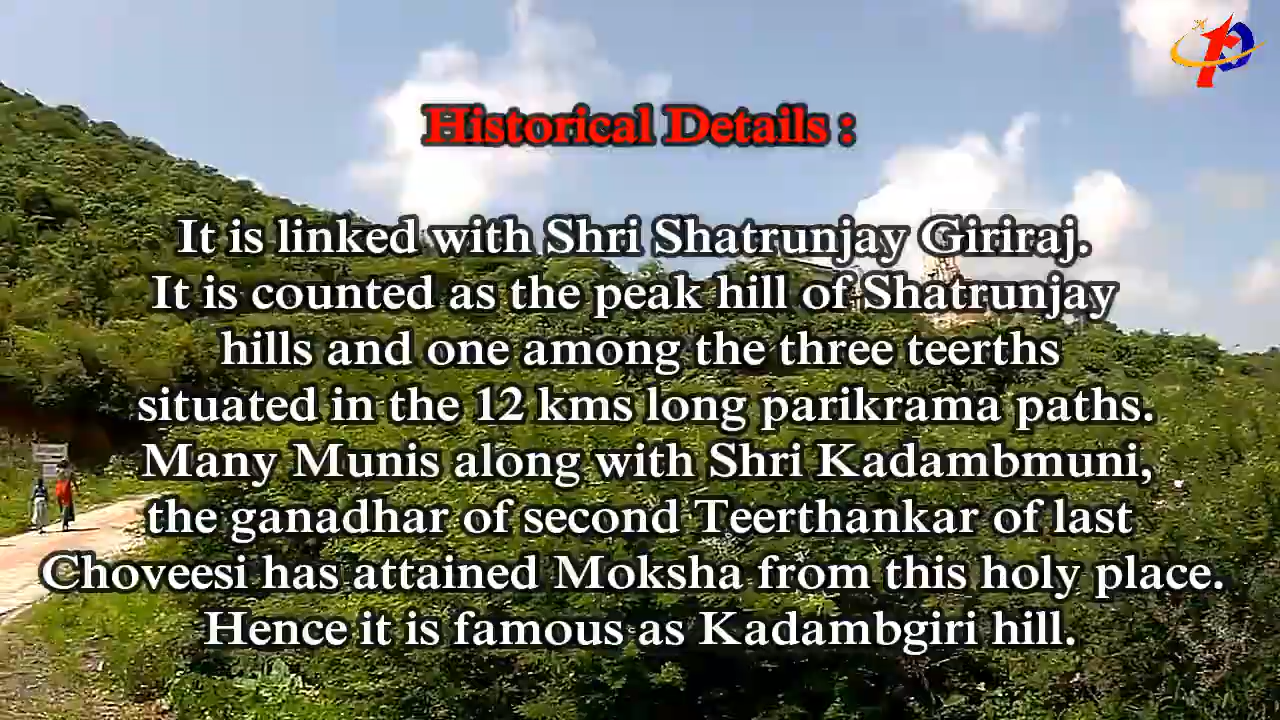 Historical Details :
It is linked with Shri Shatrunjay Giriraj.
It is counted as the peak hill of Shatrunjay
hills and one among the three teerths
situated in the 12 kms long parikrama paths.
Many Munis along with Shri Kadambmuni,
the ganadhar of second Teerthankar of last
Choveesi has attained Moksha from this holy place.
Hence it is famous as Kadambgiri hill.